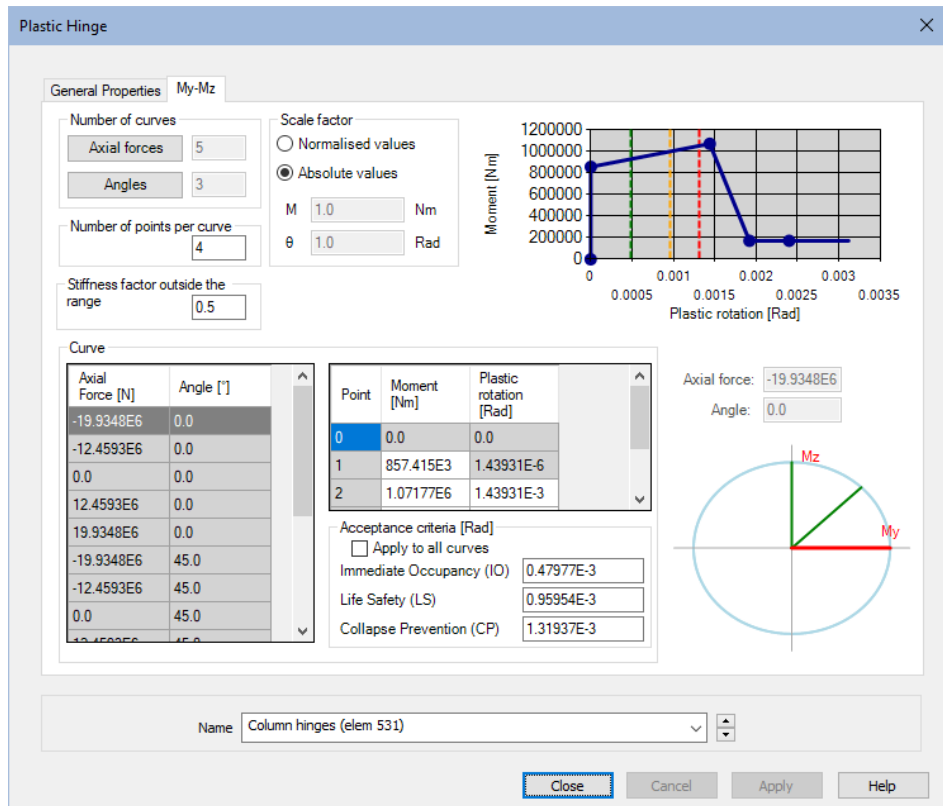 Plastic Hinge
General Properties My-Mz
Number of curves
Axial forces 5
Angles 3
Number of points per curve
4
Stiffness factor outside the
range 0.5
Scale factor
Normalised values
Absolute values
M 1.0 Nm
θ 1.0 Rad
Moment [Nm]
1200000
1000000
800000
600000
400000
200000
0
0 0.001 0.002 0.003
0.0005 0.0015 0.0025 0.0035
Plastic rotation [Rad]
Curve
Axial
Force [N] Angle [°]
-19.9348E6 0.0
-12.4593E6 0.0
0.0 0.0
12.4593E6 0.0
19.9348E6 0.0
-19.9348E6 45.0
-12.4593E6 45.0
0.0 45.0
12.4593E6 45.0
Point Moment
[Nm] Plastic
rotation
[Rad]
0 0.0 0.0
1 857.415E3 1.43931E-6
2 1.07177E6 1.43931E-3
Acceptance criteria [Rad]
Apply to all curves
Immediate Occupancy (IO) 0.47977E-3
Life Safety (LS) 0.95954E-3
Collapse Prevention (CP) 1.31937E-3
Axial force: -19.9348E6
Angle: 0.0
Mz
My
Name Column hinges (elem 531)
Close Cancel Apply Help